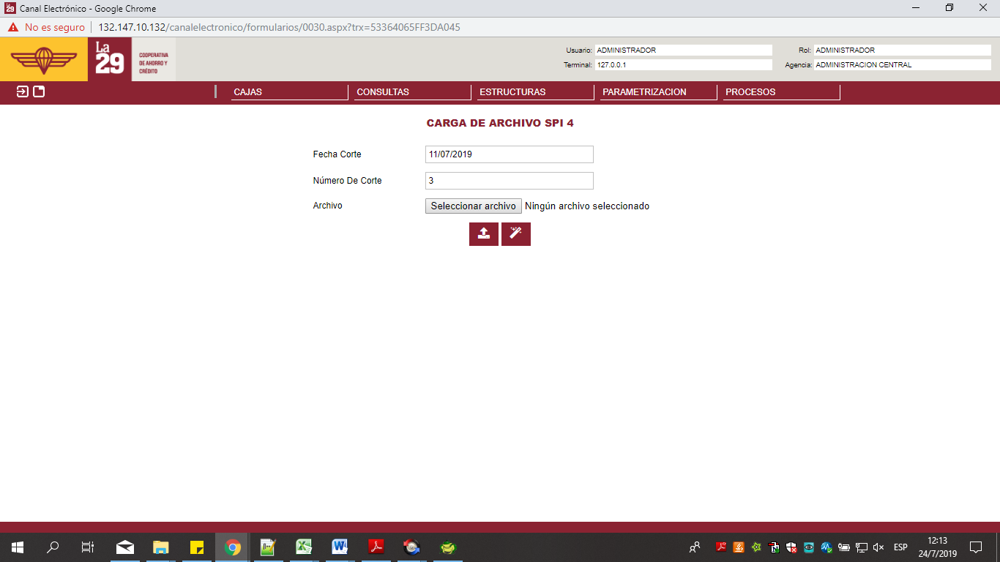 La 29 Canal Electrónico - Google Chrome
No es seguro 132.147.10.132/canalelectronico/formularios/0030.aspx?trx=53364065FF3DA045
La
29
COOPERATIVA
DE AHORRO Y
CRÉDITO
Usuario: ADMINISTRADOR Rol: ADMINISTRADOR
Terminal: 127.0.0.1 Agencia: ADMINISTRACION CENTRAL
CAJAS CONSULTAS ESTRUCTURAS PARAMETRIZACION PROCESOS
CARGA DE ARCHIVO SPI 4
Fecha Corte 11/07/2019
Número De Corte 3
Archivo Seleccionar archivo Ningún archivo seleccionado
ESP 12:13
24/7/2019